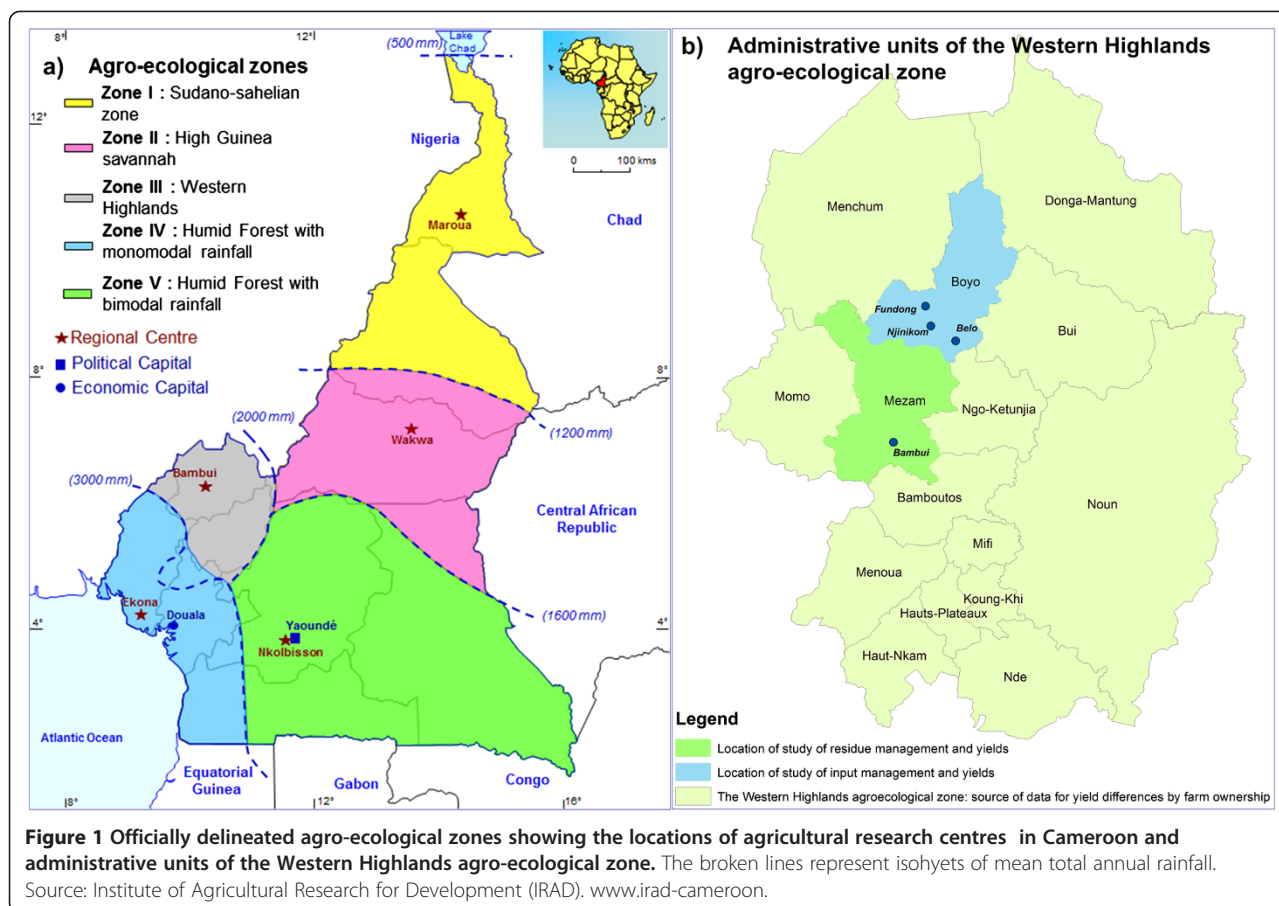 8°
12°
Lake
Chad
(500 mm)
a) Agro-ecological zones
Zone I : Sudano-sahelian
zone
Zone II : High Guinea
savannah
Zone III : Western
Highlands
Zone IV : Humid Forest with
monomodal rainfall
Zone V : Humid Forest with
bimodal rainfall
Regional Centre
Political Capital
Economic Capital
12°
0 100 kms
Nigeria
Chad
Maroua
8°
8°
(2000 mm)
(1200 mm)
Wakwa
(3000 mm)
Bambui
Central African
Republic
(1600 mm)
Ekona
Douala
Yaoundé
Nkolbisson
4°
4°
Atlantic Ocean
Equatorial
Guinea
Gabon
Congo
8°
12°
16°
b) Administrative units of the Western Highlands
agro-ecological zone
Menchum
Donga-Mantung
Boyo
Fundong
Njinikom
Belo
Bui
Momo
Mezam
Ngo-Ketunjia
Bambui
Bamboutos
Noun
Mifi
Menoua
Koung-Khi
Hauts-Plateaux
Haut-Nkam
Nde
Legend
Location of study of residue management and yields
Location of study of input management and yields
The Western Highlands agroecological zone: source of data for yield differences by farm ownership
Figure 1 Officially delineated agro-ecological zones showing the locations of agricultural research centres in Cameroon and
administrative units of the Western Highlands agro-ecological zone. The broken lines represent isohyets of mean total annual rainfall.
Source: Institute of Agricultural Research for Development (IRAD). www.irad-cameroon.